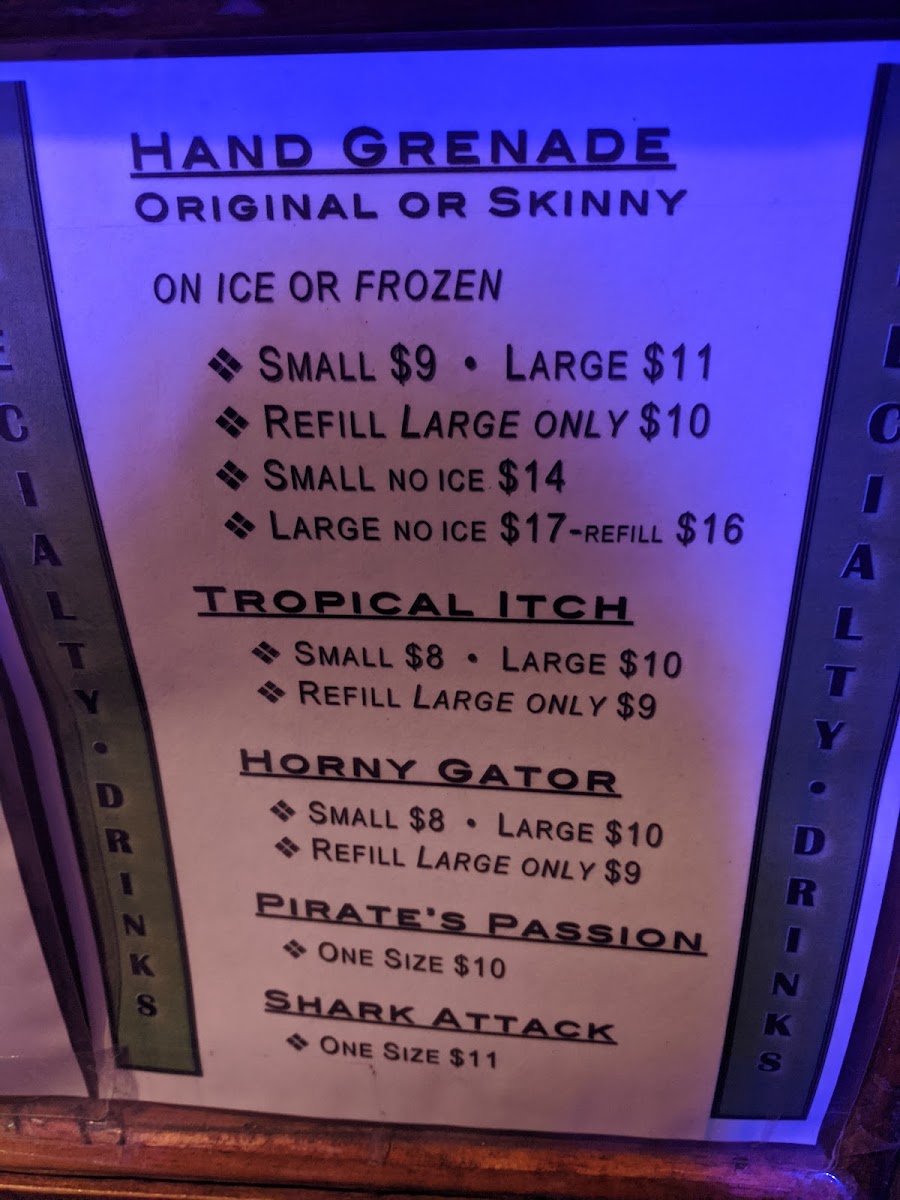 HAND GRENADE
ORIGINAL OR SKINNY
ON ICE OR FROZEN
❖ SMALL $9 • LARGE $11
❖ REFILL LARGE ONLY $10
❖ SMALL NO ICE $14
❖ LARGE NO ICE $17-REFILL $16
TROPICAL ITCH
❖ SMALL $8 • LARGE $10
❖ REFILL LARGE ONLY $9
HORNY GATOR
❖ SMALL $8 • LARGE $10
❖ REFILL LARGE ONLY $9
PIRATE'S PASSION
❖ ONE SIZE $10
SHARK ATTACK
❖ ONE SIZE $11
ECIALTY • DRINKS
ECIALTY • DRINKS